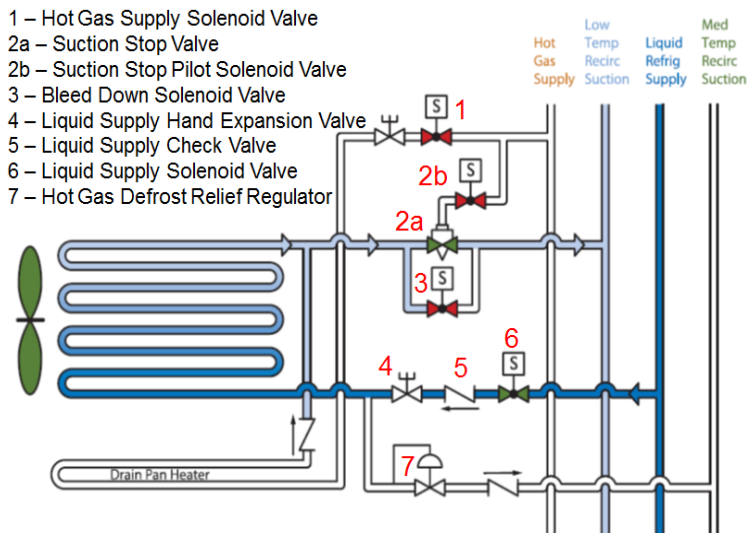 1 – Hot Gas Supply Solenoid Valve
2a – Suction Stop Valve
2b – Suction Stop Pilot Solenoid Valve
3 – Bleed Down Solenoid Valve
4 – Liquid Supply Hand Expansion Valve
5 – Liquid Supply Check Valve
6 – Liquid Supply Solenoid Valve
7 – Hot Gas Defrost Relief Regulator
Hot
Gas
Supply
Low
Temp
Recirc
Suction
Liquid
Refrig
Supply
Med
Temp
Recirc
Suction
S
1
2b
S
2a
3
S
6
S
4
5
7
Drain Pan Heater